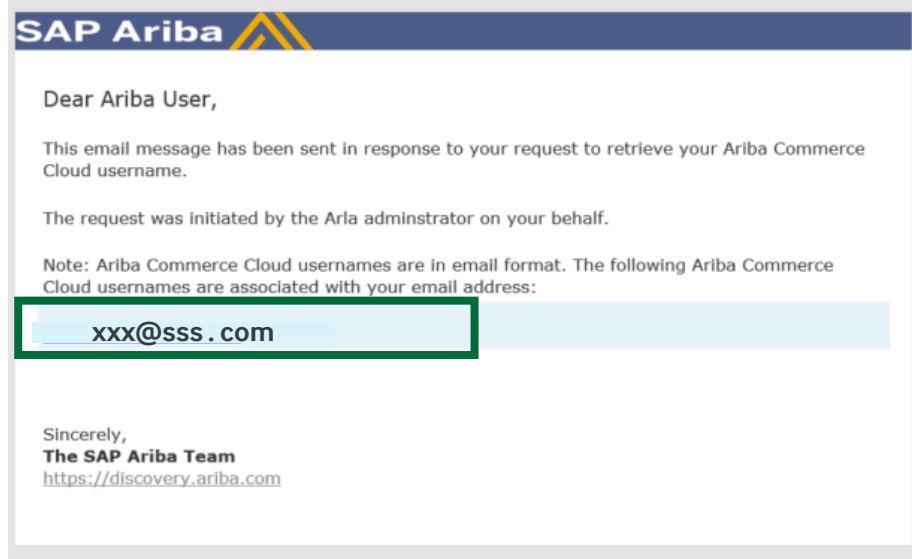 SAP Ariba
Dear Ariba User,
This email message has been sent in response to your request to retrieve your Ariba Commerce
Cloud username.
The request was initiated by the Arla adminstrator on your behalf.
Note: Ariba Commerce Cloud usernames are in email format. The following Ariba Commerce
Cloud usernames are associated with your email address:
xxx@sss.com
Sincerely,
The SAP Ariba Team
https://discovery.ariba.com